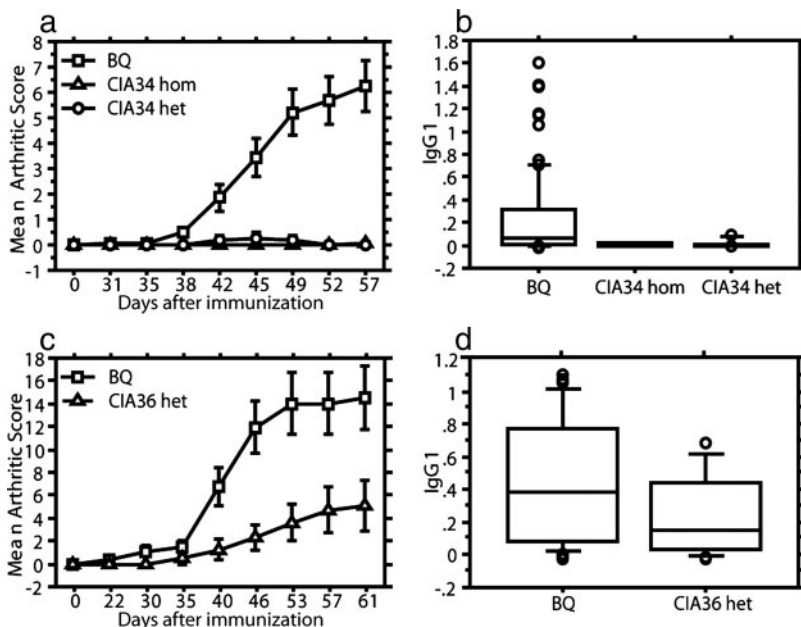 a
8
7
6
5
4
3
2
1
0
-1
Mea n Arthritic Score
BQ
CIA34 hom
CIA34 het
0 31 35 38 42 45 49 52 57
Days after immunization
b
1.8
1.6
1.4
1.2
1
.8
.6
.4
.2
0
-.2
IgG 1
BQ CIA34 hom CIA34 het
c
18
16
14
12
10
8
6
4
2
0
-2
Mea n Arthritic Score
BQ
CIA36 het
0 22 30 35 40 46 53 57 61
Days after immunization
d
1.2
1
.8
.6
.4
.2
0
-.2
IgG 1
BQ CIA36 het